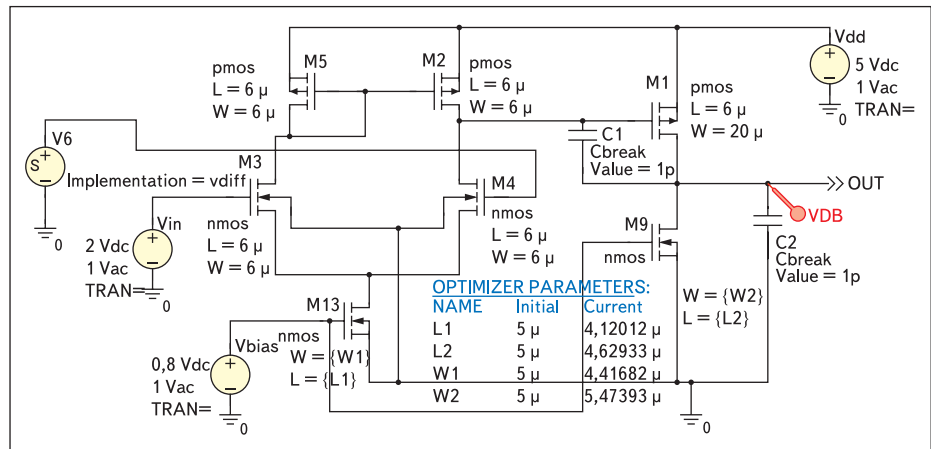 Vdd
5 Vdc
1 Vac
TRAN=
0
M5
pmos
L = 6 µ
W = 6 µ
M2
pmos
L = 6 µ
W = 6 µ
M1
pmos
L = 6 µ
W = 20 µ
C1
Cbreak
Value = 1p
V6
S
Implementation = vdiff
0
M3
nmos
L = 6 µ
W = 6 µ
M4
nmos
L = 6 µ
W = 6 µ
OUT
VDB
Vin
2 Vdc
1 Vac
TRAN=
0
M9
nmos
W = {W2}
L = {L2}
C2
Cbreak
Value = 1p
M13
nmos
W = {W1}
L = {L1}
Vbias
0,8 Vdc
1 Vac
TRAN=
0
OPTIMIZER PARAMETERS:
NAME Initial Current
L1 5 µ 4,12012 µ
L2 5 µ 4,62933 µ
W1 5 µ 4,41682 µ
W2 5 µ 5,47393 µ
0